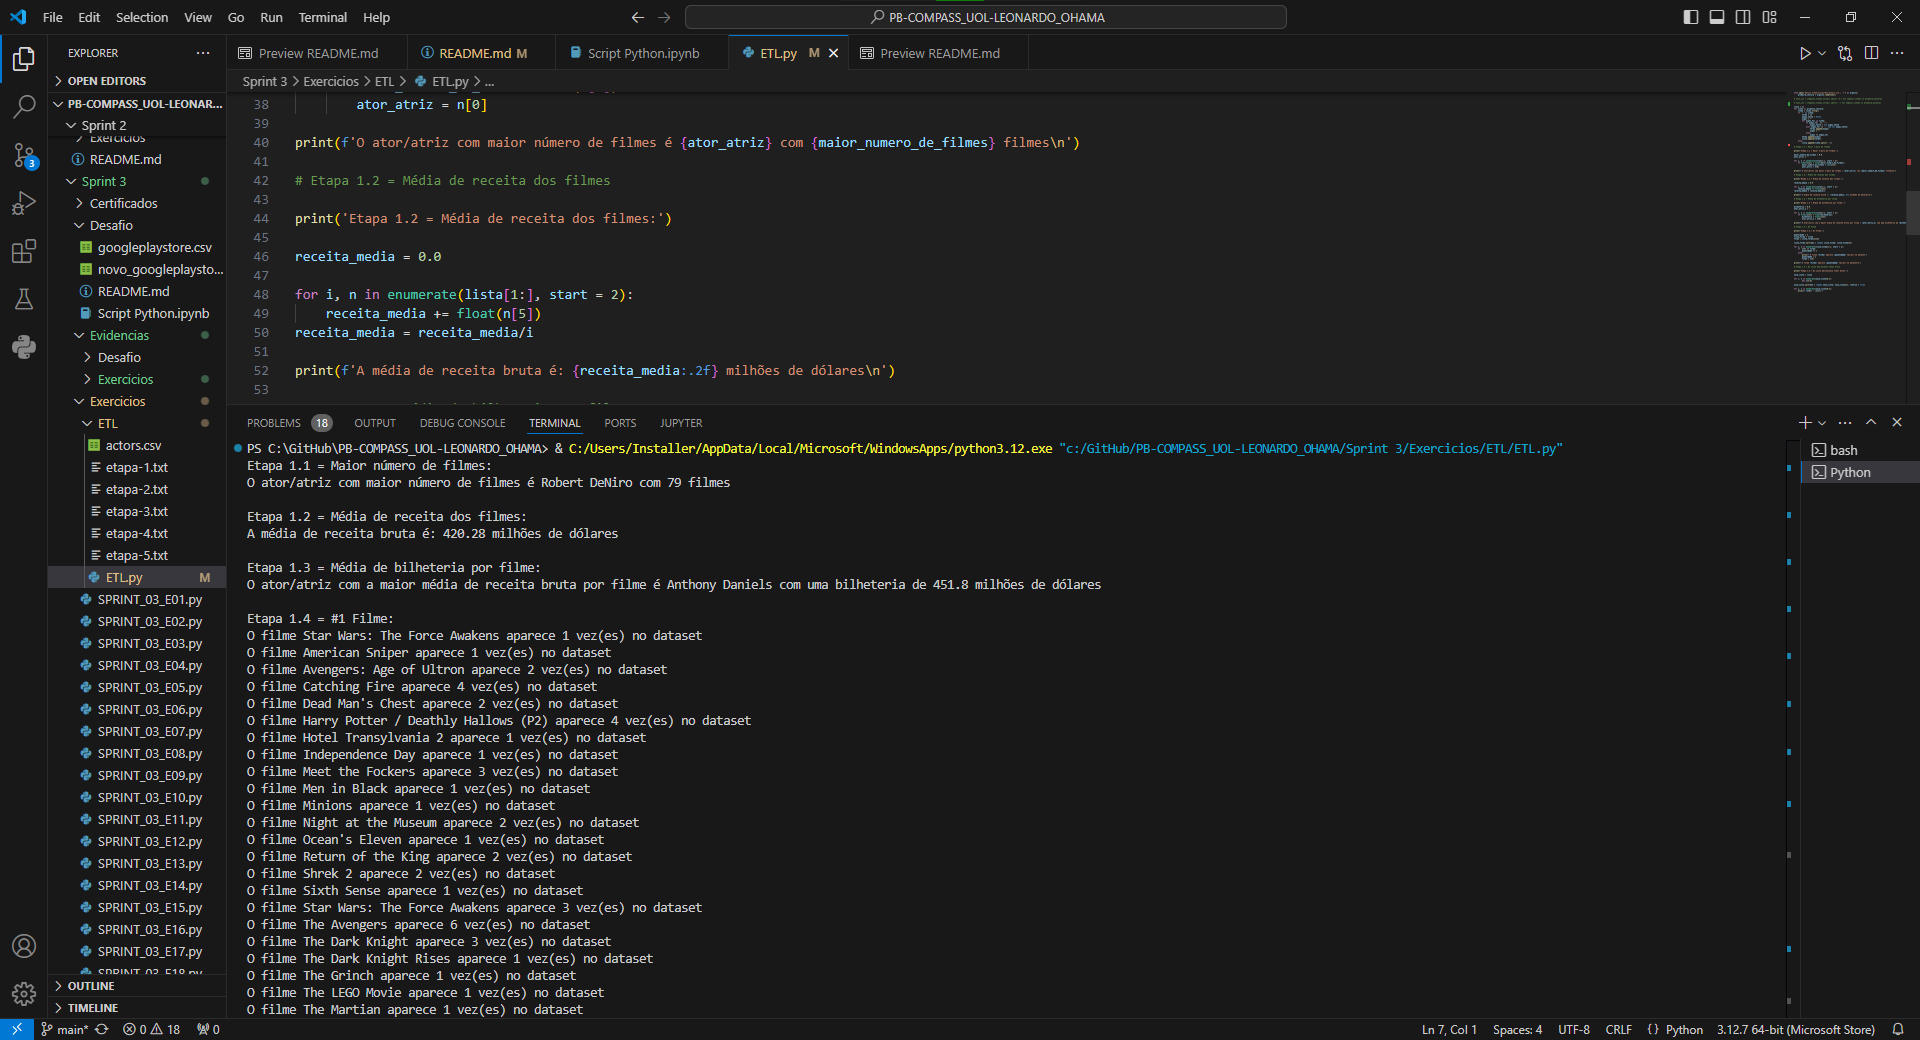 File Edit Selection View Go Run Terminal Help
PB-COMPASS_UOL-LEONARDO_OHAMA
EXPLORER
OPEN EDITORS
PB-COMPASS_UOL-LEONAR...
Sprint 2
Exercicios
README.md
Sprint 3
Certificados
Desafio
googleplaystore.csv
novo_googleplaysto...
README.md
Script Python.ipynb
Evidencias
Desafio
Exercicios
Exercicios
ETL
actors.csv
etapa-1.txt
etapa-2.txt
etapa-3.txt
etapa-4.txt
etapa-5.txt
ETL.py M
SPRINT_03_E01.py
SPRINT_03_E02.py
SPRINT_03_E03.py
SPRINT_03_E04.py
SPRINT_03_E05.py
SPRINT_03_E06.py
SPRINT_03_E07.py
SPRINT_03_E08.py
SPRINT_03_E09.py
SPRINT_03_E10.py
SPRINT_03_E11.py
SPRINT_03_E12.py
SPRINT_03_E13.py
SPRINT_03_E14.py
SPRINT_03_E15.py
SPRINT_03_E16.py
SPRINT_03_E17.py
SPRINT_03_E18.py
OUTLINE
TIMELINE
3
Preview README.md README.md M Script Python.ipynb ETL.py M Preview README.md
Sprint 3 > Exercicios > ETL > ETL.py > ...
38 ator_atriz = n[0]
39
40 print(f'O ator/atriz com maior número de filmes é {ator_atriz} com {maior_numero_de_filmes} filmes\n')
41
42 # Etapa 1.2 = Média de receita dos filmes
43
44 print('Etapa 1.2 = Média de receita dos filmes:')
45
46 receita_media = 0.0
47
48 for i, n in enumerate(lista[1:], start = 2):
49 receita_media += float(n[5])
50 receita_media = receita_media/i
51
52 print(f'A média de receita bruta é: {receita_media:.2f} milhões de dólares\n')
53
PROBLEMS 18 OUTPUT DEBUG CONSOLE TERMINAL PORTS JUPYTER
bash
Python
PS C:\GitHub\PB-COMPASS_UOL-LEONARDO_OHAMA> & C:/Users/Installer/AppData/Local/Microsoft/WindowsApps/python3.12.exe "c:/GitHub/PB-COMPASS_UOL-LEONARDO_OHAMA/Sprint 3/Exercicios/ETL/ETL.py"
Etapa 1.1 = Maior número de filmes:
O ator/atriz com maior número de filmes é Robert DeNiro com 79 filmes
Etapa 1.2 = Média de receita dos filmes:
A média de receita bruta é: 420.28 milhões de dólares
Etapa 1.3 = Média de bilheteria por filme:
O ator/atriz com a maior média de receita bruta por filme é Anthony Daniels com uma bilheteria de 451.8 milhões de dólares
Etapa 1.4 = #1 Filme:
O filme Star Wars: The Force Awakens aparece 1 vez(es) no dataset
O filme American Sniper aparece 1 vez(es) no dataset
O filme Avengers: Age of Ultron aparece 2 vez(es) no dataset
O filme Catching Fire aparece 4 vez(es) no dataset
O filme Dead Man's Chest aparece 2 vez(es) no dataset
O filme Harry Potter / Deathly Hallows (P2) aparece 4 vez(es) no dataset
O filme Hotel Transylvania 2 aparece 1 vez(es) no dataset
O filme Independence Day aparece 1 vez(es) no dataset
O filme Meet the Fockers aparece 3 vez(es) no dataset
O filme Men in Black aparece 1 vez(es) no dataset
O filme Minions aparece 1 vez(es) no dataset
O filme Night at the Museum aparece 2 vez(es) no dataset
O filme Ocean's Eleven aparece 1 vez(es) no dataset
O filme Return of the King aparece 2 vez(es) no dataset
O filme Shrek 2 aparece 2 vez(es) no dataset
O filme Sixth Sense aparece 1 vez(es) no dataset
O filme Star Wars: The Force Awakens aparece 3 vez(es) no dataset
O filme The Avengers aparece 6 vez(es) no dataset
O filme The Dark Knight aparece 3 vez(es) no dataset
O filme The Dark Knight Rises aparece 1 vez(es) no dataset
O filme The Grinch aparece 1 vez(es) no dataset
O filme The LEGO Movie aparece 1 vez(es) no dataset
O filme The Martian aparece 1 vez(es) no dataset
main* 0 18 0 Ln 7, Col 1 Spaces: 4 UTF-8 CRLF {} Python 3.12.7 64-bit (Microsoft Store)